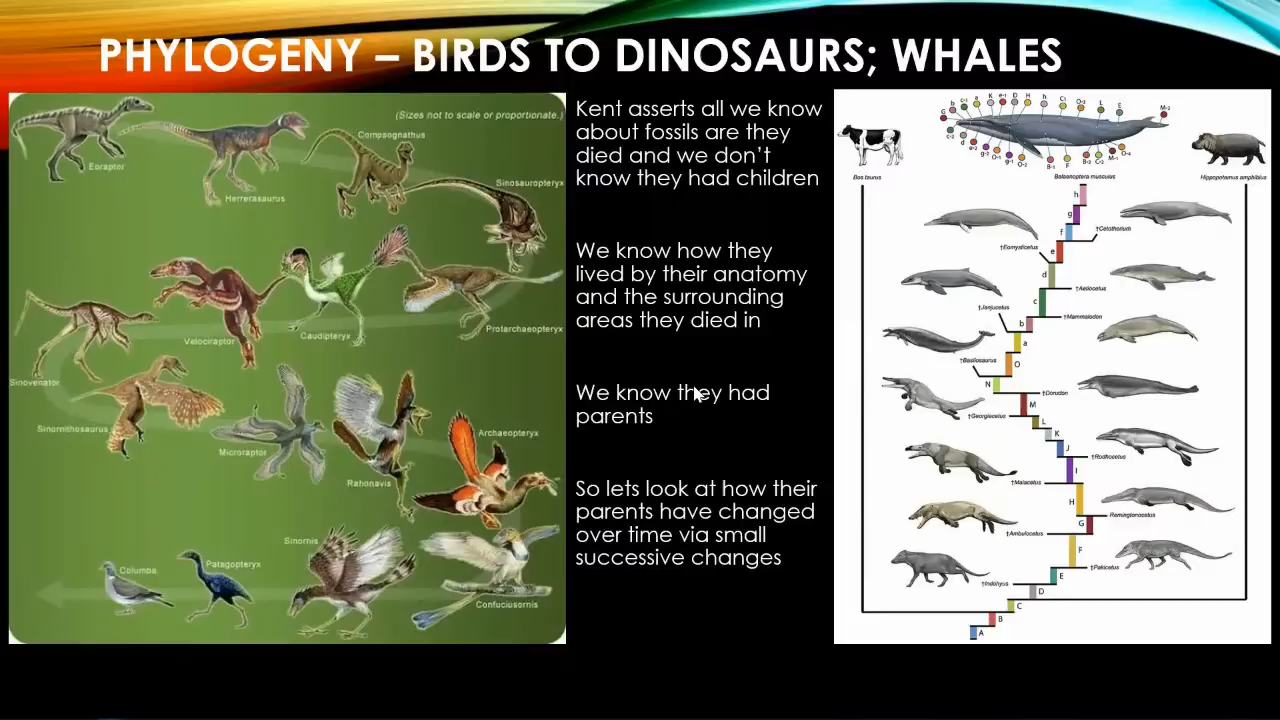 PHYLOGENY – BIRDS TO DINOSAURS; WHALES
(Sizes not to scale or proportionate.)
Eoraptor
Herrerasaurus
Compsognathus
Sinosauropteryx
Velociraptor
Caudipteryx
Protarchaeopteryx
Sinovenator
Sinornithosaurus
Microraptor
Rahonavis
Archaeopteryx
Columba
Patagopteryx
Sinornis
Confuciusornis
Kent asserts all we know
about fossils are they
died and we don’t
know they had children
We know how they
lived by their anatomy
and the surrounding
areas they died in
We know they had
parents
So lets look at how their
parents have changed
over time via small
successive changes
Bos taurus
Balaenoptera musculus
Hippopotamus amphibius
h
g
f
†Cetotherium
†Eomysticetus
e
d
†Aetiocetus
c
†Janjucetus
b
†Mammalodon
a
†Basilosaurus
O
N
†Dorudon
M
†Georgiacetus
L
K
J
†Rodhocetus
I
†Maiacetus
H
Remingtonocetus
G
†Ambulocetus
F
†Pakicetus
E
†Indohyus
D
C
B
A